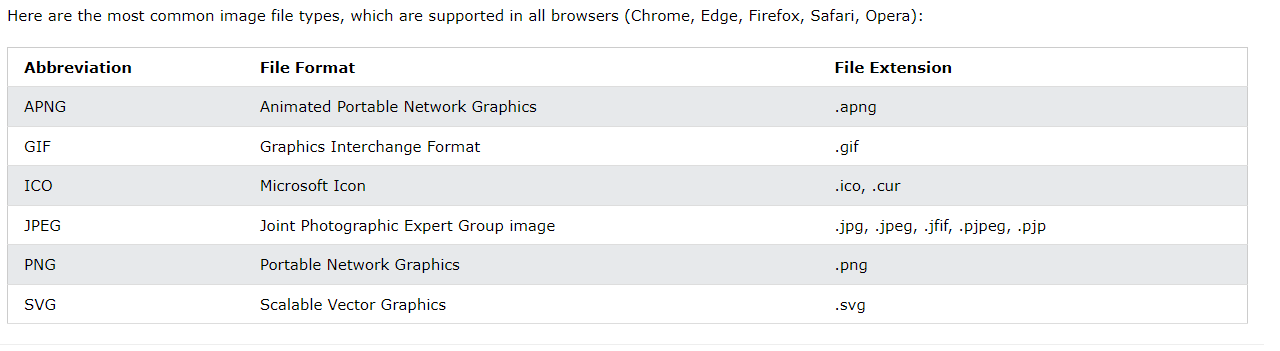 Here are the most common image file types, which are supported in all browsers (Chrome, Edge, Firefox, Safari, Opera):
Abbreviation File Format File Extension
APNG Animated Portable Network Graphics .apng
GIF Graphics Interchange Format .gif
ICO Microsoft Icon .ico, .cur
JPEG Joint Photographic Expert Group image .jpg, .jpeg, .jfif, .pjpeg, .pjp
PNG Portable Network Graphics .png
SVG Scalable Vector Graphics .svg